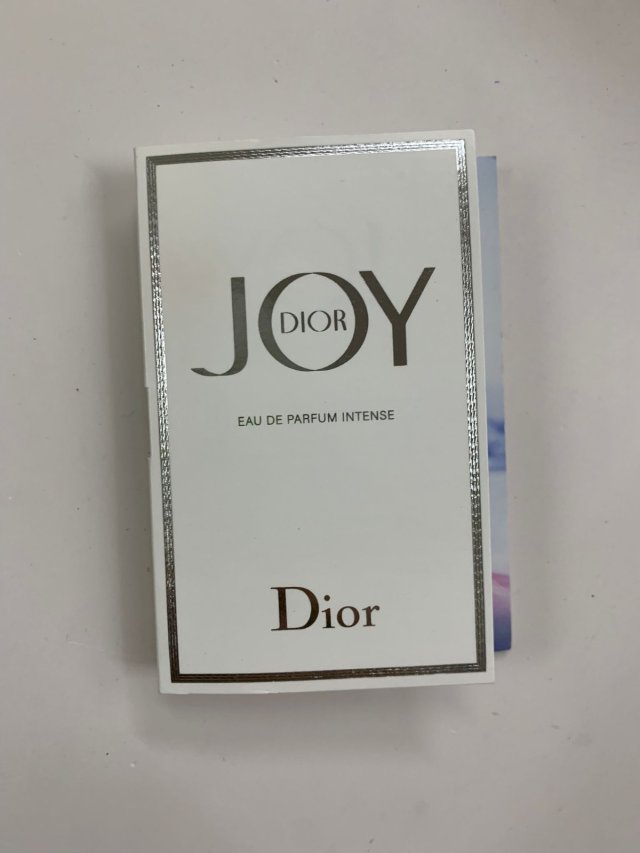 JOY
DIOR
EAU DE PARFUM INTENSE
Dior